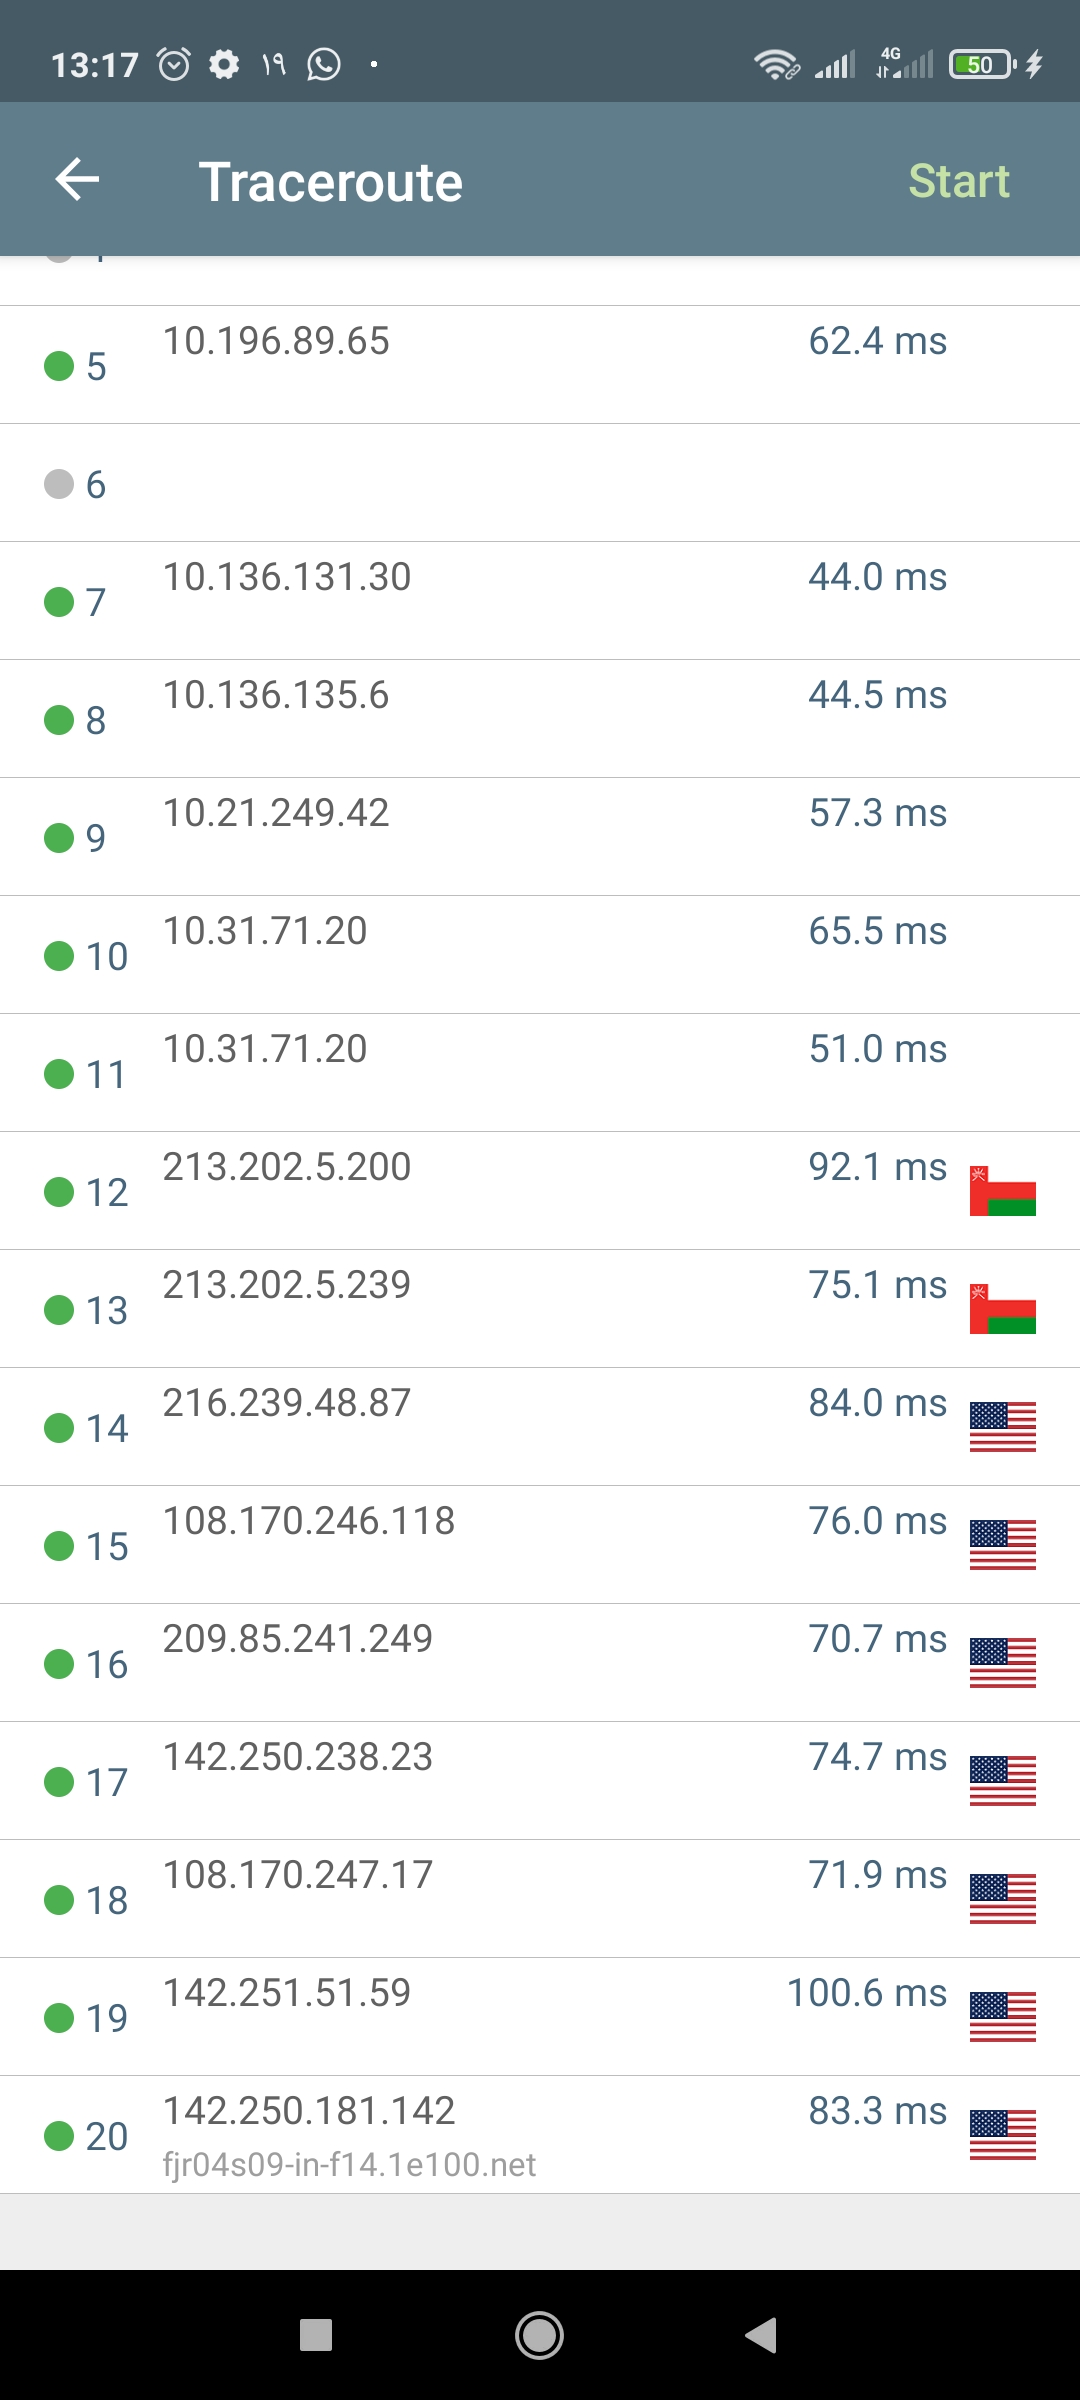 13:17 ١٩ 4G 50
Traceroute Start
5 10.196.89.65 62.4 ms
6
7 10.136.131.30 44.0 ms
8 10.136.135.6 44.5 ms
9 10.21.249.42 57.3 ms
10 10.31.71.20 65.5 ms
11 10.31.71.20 51.0 ms
12 213.202.5.200 92.1 ms
13 213.202.5.239 75.1 ms
14 216.239.48.87 84.0 ms
15 108.170.246.118 76.0 ms
16 209.85.241.249 70.7 ms
17 142.250.238.23 74.7 ms
18 108.170.247.17 71.9 ms
19 142.251.51.59 100.6 ms
20 142.250.181.142 83.3 ms
fjr04s09-in-f14.1e100.net